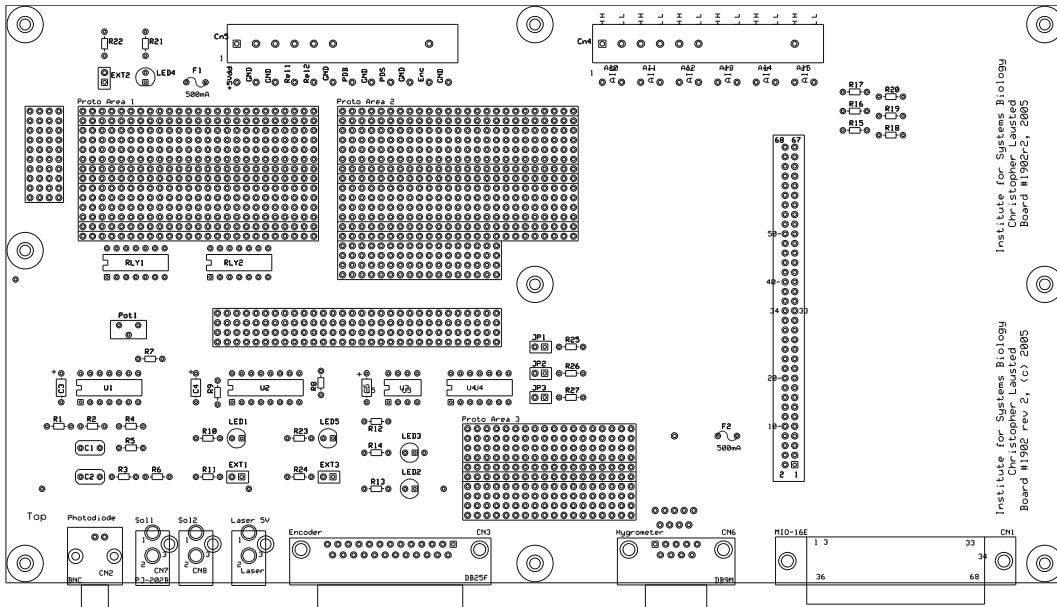 R22
R21
EXT2
LED4
F1
500mA
Cn5
1
+5Vdd
GND
GND
Rel1
Rel2
GND
PDB
GND
PDS
GND
Enc
GND
H L H L H L H L H L H L
Cn4
1
AI1
AI2
AI3
AI4
AI5
R17
R20
R16
R19
R15
R18
Proto Area 1
Proto Area 2
68 67
50
40
34 33
20
10
2 1
Institute for Systems Biology
Christopher Lausted
Board #1902r2, 2005
RLY1
RLY2
Pot1
R7
JP1
R25
JP2
R26
JP3
R27
C3
U1
C4
R9
U2
R8
U4
R1
R2
R4
R5
C1
C2
R3
R6
R10
LED1
R11
EXT1
R23
LED5
R24
EXT3
R12
R14
LED3
R13
LED2
Proto Area 3
F2
500mA
Institute for Systems Biology
Christopher Lausted
Board #1902 rev 2, (c) 2005
Top
Photodiode
CN2
BNC
Sol1
1
2
CN7
PJ-202B
Sol2
1
2
CN8
Laser 5V
1
2
Laser
Encoder
CN3
DB25F
Hygrometer
CN6
DB9M
MIO-16E
CN1
1 3
33
34
36
68